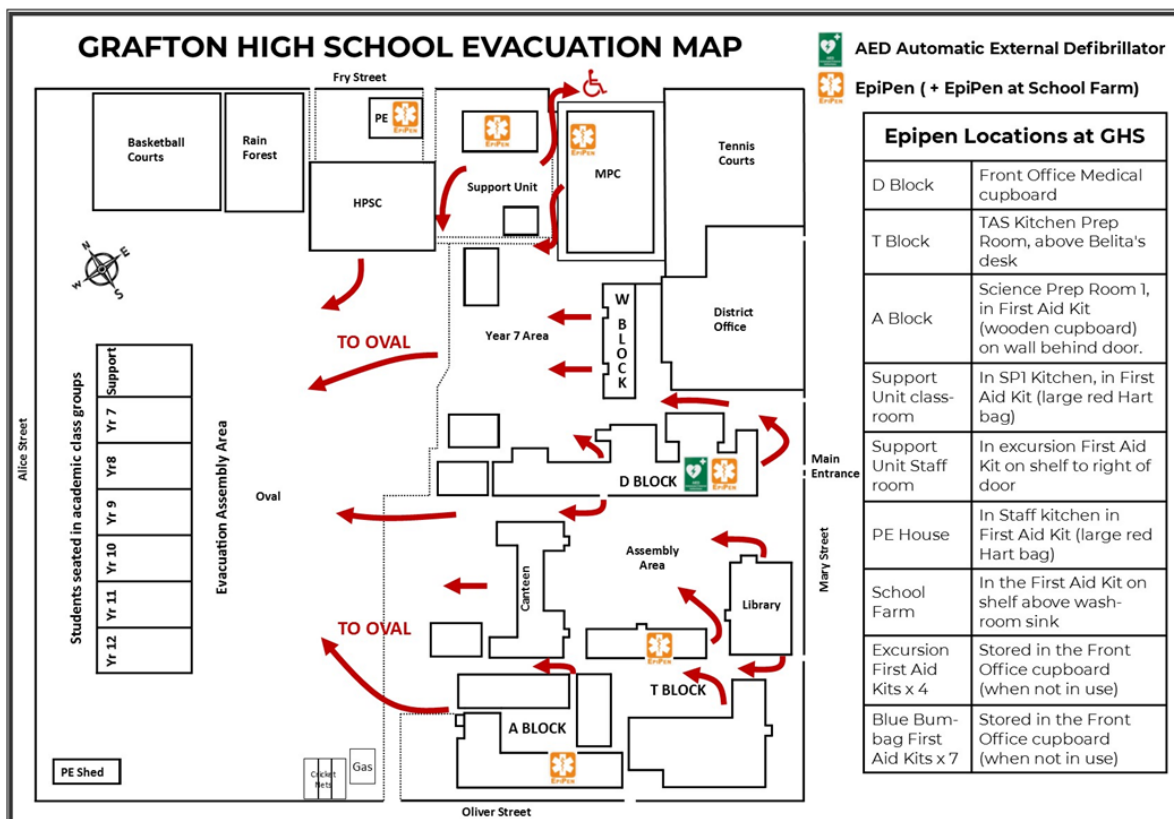 GRAFTON HIGH SCHOOL EVACUATION MAP
AED Automatic External Defibrillator
EpiPen ( + EpiPen at School Farm)
Fry Street
PE
EPIPEN
EPIPEN
EPIPEN
Basketball
Courts
Rain
Forest
HPSC
Support Unit
MPC
Tennis
Courts
N
E
W
S
W BLOCK
District
Office
Year 7 Area
TO OVAL
Alice Street
Students seated in academic class groups
Support
Yr 7
Yr8
Yr 9
Yr 10
Yr 11
Yr 12
Evacuation Assembly Area
Oval
D BLOCK
AED
EPIPEN
Main
Entrance
Mary Street
Assembly
Area
Canteen
Library
TO OVAL
EPIPEN
T BLOCK
A BLOCK
EPIPEN
PE Shed
Cricket
Nets
Gas
Oliver Street
Epipen Locations at GHS
D Block
Front Office Medical
cupboard
T Block
TAS Kitchen Prep
Room, above Belita's
desk
A Block
Science Prep Room 1,
in First Aid Kit
(wooden cupboard)
on wall behind door.
Support
Unit class-
room
In SP1 Kitchen, in First
Aid Kit (large red Hart
bag)
Support
Unit Staff
room
In excursion First Aid
Kit on shelf to right of
door
PE House
In Staff kitchen in
First Aid Kit (large red
Hart bag)
School
Farm
In the First Aid Kit on
shelf above wash-
room sink
Excursion
First Aid
Kits x 4
Stored in the Front
Office cupboard
(when not in use)
Blue Bum-
bag First
Aid Kits x 7
Stored in the Front
Office cupboard
(when not in use)